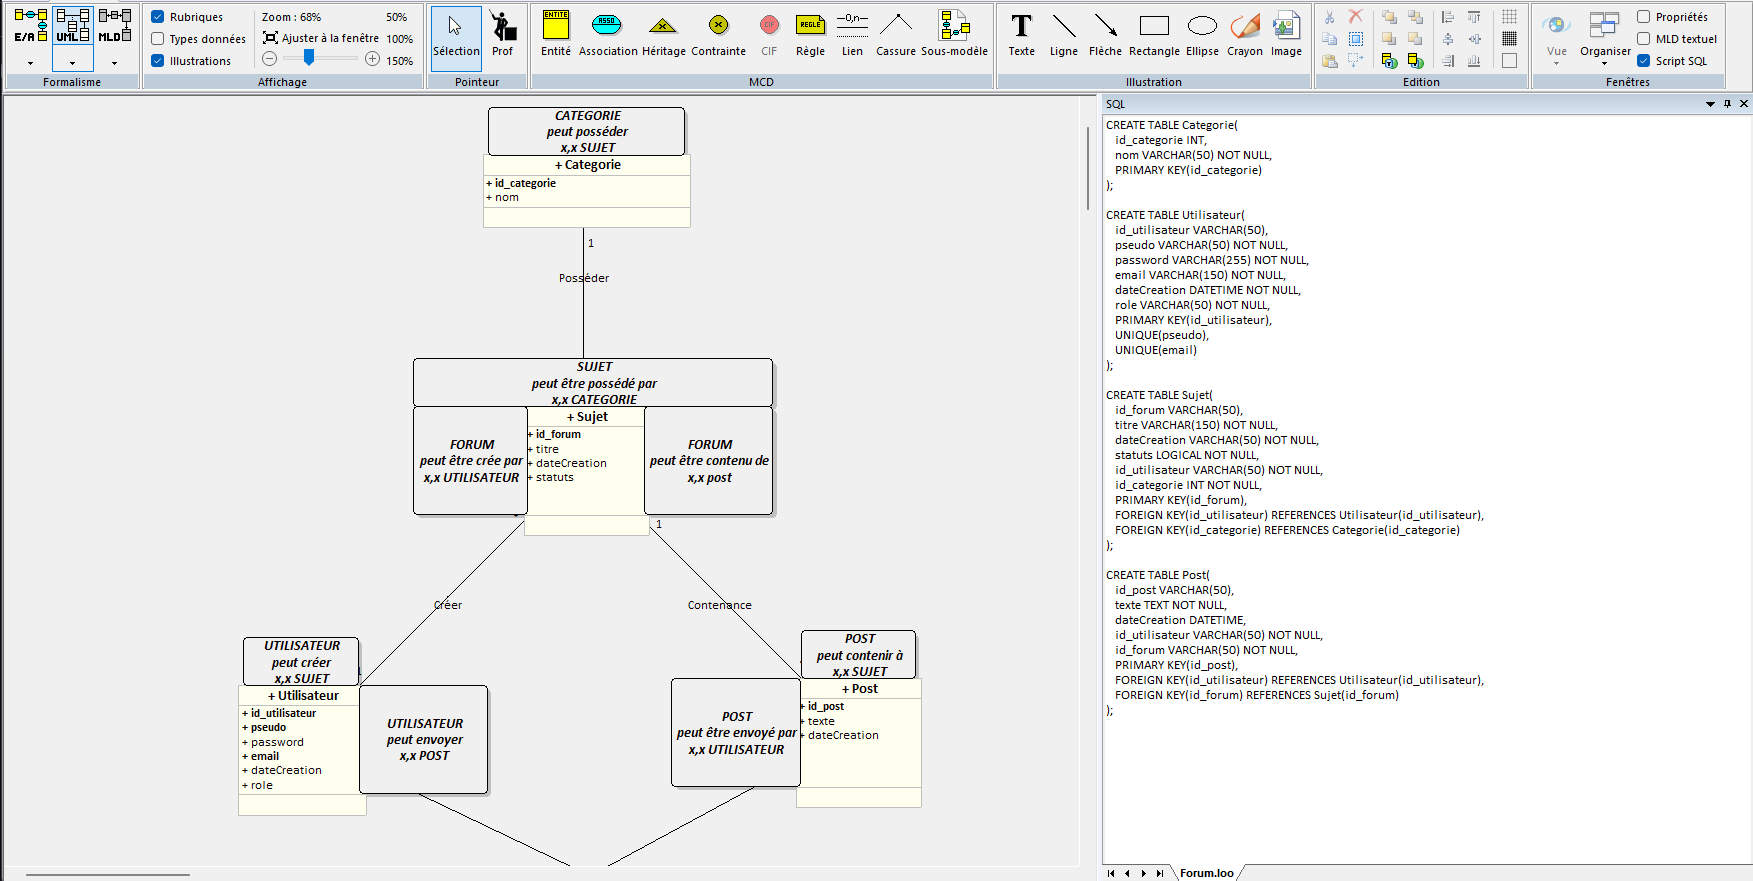 Rubriques
Types données
Illustrations
Zoom : 68%
50%
Ajuster à la fenêtre
100%
150%
E/A
UML
MLD
Sélection
Prof
ENTITE
ASSO
CIF
REGLE
—0,n—
Entité
Association
Héritage
Contrainte
CIF
Règle
Lien
Cassure
Sous-modèle
T
Texte
Ligne
Flèche
Rectangle
Ellipse
Crayon
Image
Vue
Organiser
Propriétés
MLD textuel
Script SQL
Formalisme
Affichage
Pointeur
MCD
Illustration
Edition
Fenêtres
CATEGORIE
peut posséder
x,x SUJET
+ Categorie
+ id_categorie
+ nom
1
Posséder
SUJET
peut être possédé par
x,x CATEGORIE
FORUM
peut être crée par
x,x UTILISATEUR
+ Sujet
+ id_forum
+ titre
+ dateCreation
+ statuts
FORUM
peut être contenu de
x,x post
1
Créer
Contenance
UTILISATEUR
peut créer
x,x SUJET
+ Utilisateur
+ id_utilisateur
+ pseudo
+ password
+ email
+ dateCreation
+ role
UTILISATEUR
peut envoyer
x,x POST
POST
peut contenir à
x,x SUJET
POST
peut être envoyé par
x,x UTILISATEUR
+ Post
+ id_post
+ texte
+ dateCreation
SQL
CREATE TABLE Categorie(
id_categorie INT,
nom VARCHAR(50) NOT NULL,
PRIMARY KEY(id_categorie)
);
CREATE TABLE Utilisateur(
id_utilisateur VARCHAR(50),
pseudo VARCHAR(50) NOT NULL,
password VARCHAR(255) NOT NULL,
email VARCHAR(150) NOT NULL,
dateCreation DATETIME NOT NULL,
role VARCHAR(50) NOT NULL,
PRIMARY KEY(id_utilisateur),
UNIQUE(pseudo),
UNIQUE(email)
);
CREATE TABLE Sujet(
id_forum VARCHAR(50),
titre VARCHAR(150) NOT NULL,
dateCreation VARCHAR(50) NOT NULL,
statuts LOGICAL NOT NULL,
id_utilisateur VARCHAR(50) NOT NULL,
id_categorie INT NOT NULL,
PRIMARY KEY(id_forum),
FOREIGN KEY(id_utilisateur) REFERENCES Utilisateur(id_utilisateur),
FOREIGN KEY(id_categorie) REFERENCES Categorie(id_categorie)
);
CREATE TABLE Post(
id_post VARCHAR(50),
texte TEXT NOT NULL,
dateCreation DATETIME,
id_utilisateur VARCHAR(50) NOT NULL,
id_forum VARCHAR(50) NOT NULL,
PRIMARY KEY(id_post),
FOREIGN KEY(id_utilisateur) REFERENCES Utilisateur(id_utilisateur),
FOREIGN KEY(id_forum) REFERENCES Sujet(id_forum)
);
Forum.loo